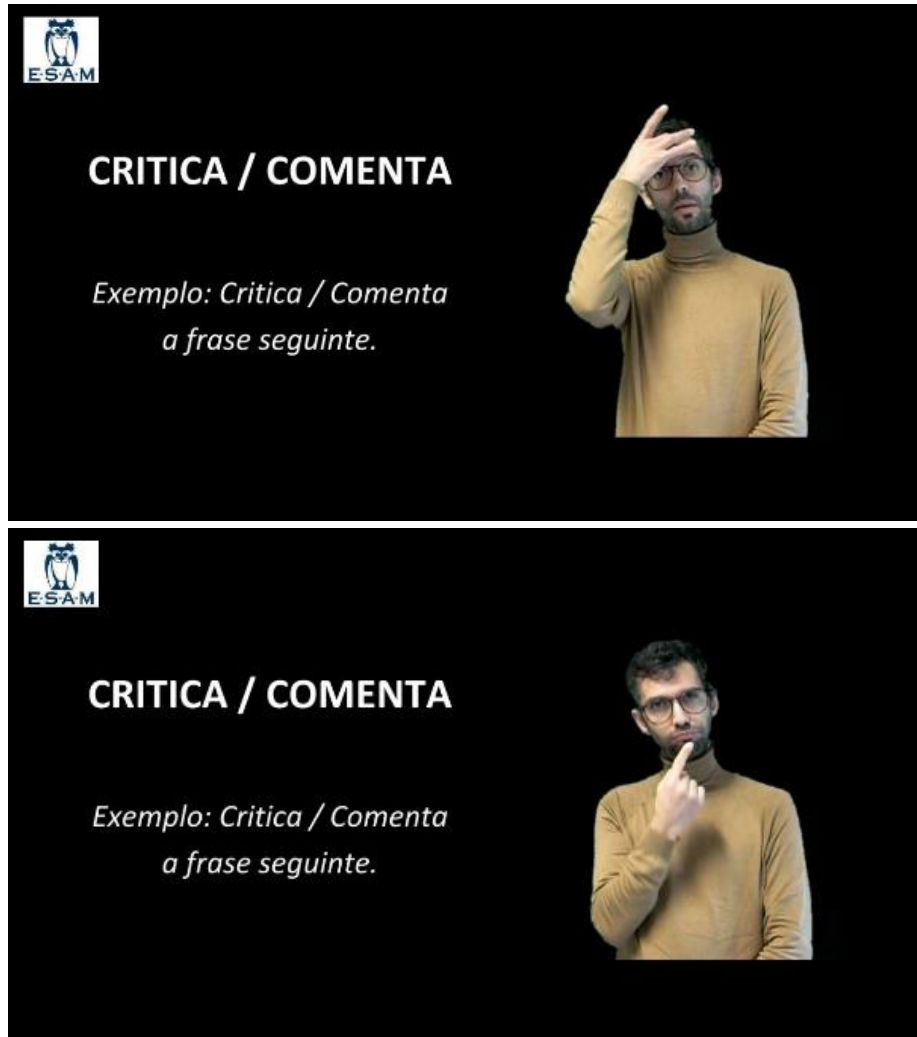 E·S·A·M
CRITICA / COMENTA
Exemplo: Critica / Comenta
a frase seguinte.
E·S·A·M
CRITICA / COMENTA
Exemplo: Critica / Comenta
a frase seguinte.